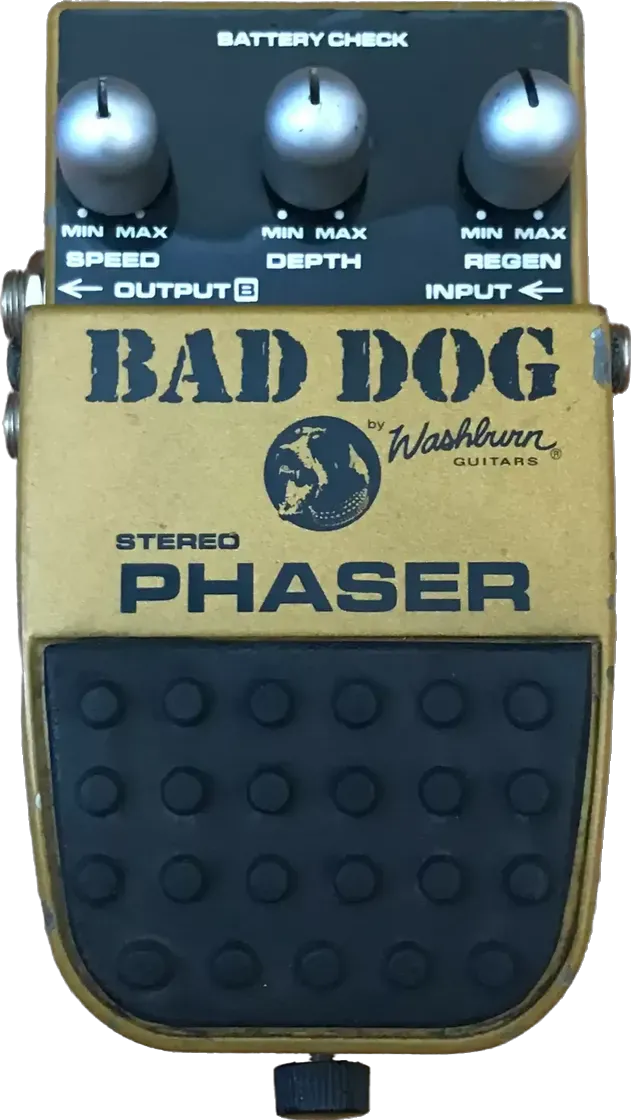 BATTERY CHECK
MIN MAX MIN MAX MIN MAX
SPEED DEPTH REGEN
← OUTPUT B INPUT ←
BAD DOG
by Washburn ®
GUITARS
STEREO
PHASER